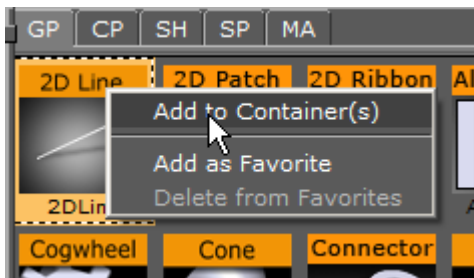 GP CP SH SP MA
2D Line 2D Patch 2D Ribbon
Add to Container(s)
Add as Favorite
Delete from Favorites
2DLin
Cogwheel Cone Connector